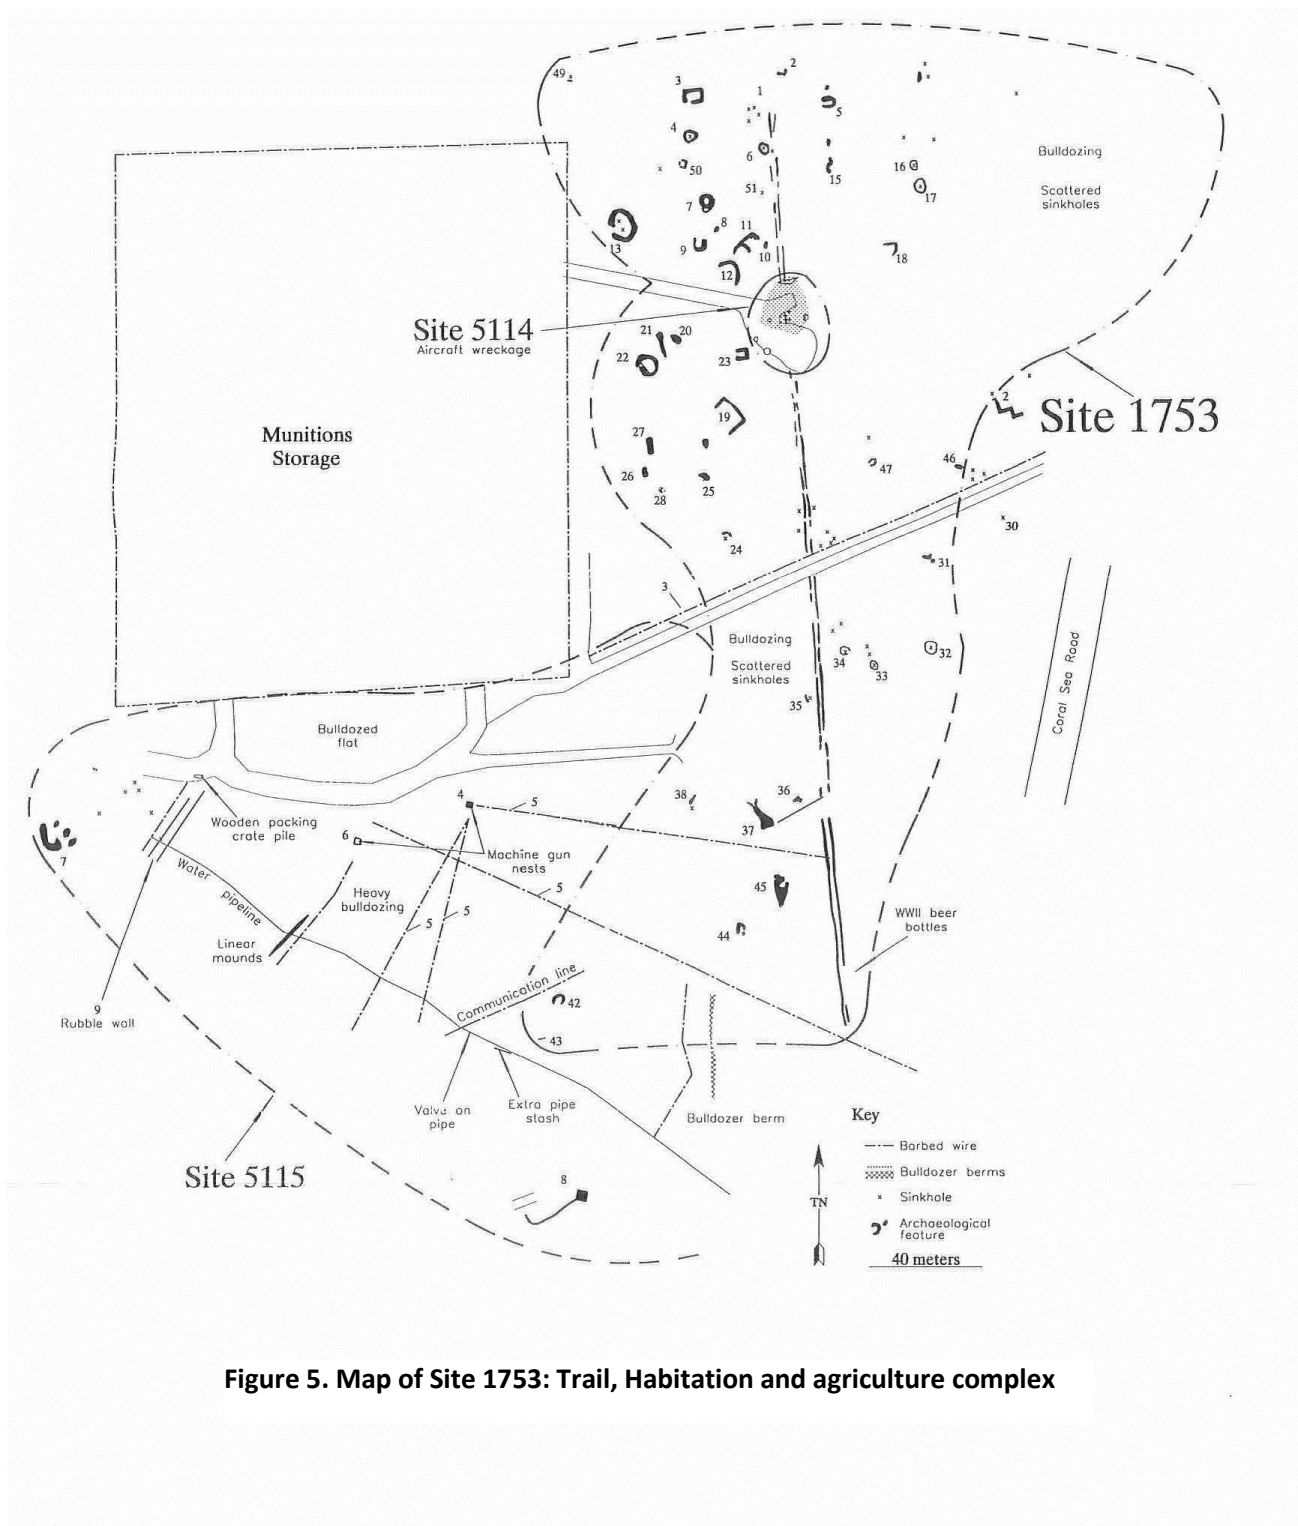 49
3
2
1
5
4
6
50
15
16
17
51
7
8
11
13
9
10
12
18
Bulldozing
Scattered
sinkholes
Site 5114
Aircraft wreckage
21
20
22
23
19
2
Site 1753
Munitions
Storage
27
26
28
25
47
46
24
30
31
3
Bulldozing
Scattered
sinkholes
34
33
32
35
Coral Sea Road
Bulldozed
flat
4
5
38
36
37
6
Wooden packing
crate pile
Machine gun
nests
7
Water pipeline
Heavy
bulldozing
5
5
5
45
44
WWII beer
bottles
Linear
mounds
9
Rubble wall
Communication line
42
43
Valve on
pipe
Extra pipe
stash
Bulldozer berm
Site 5115
8
Key
Barbed wire
Bulldozer berms
Sinkhole
Archaeological
feature
40 meters
TN
Figure 5. Map of Site 1753: Trail, Habitation and agriculture complex